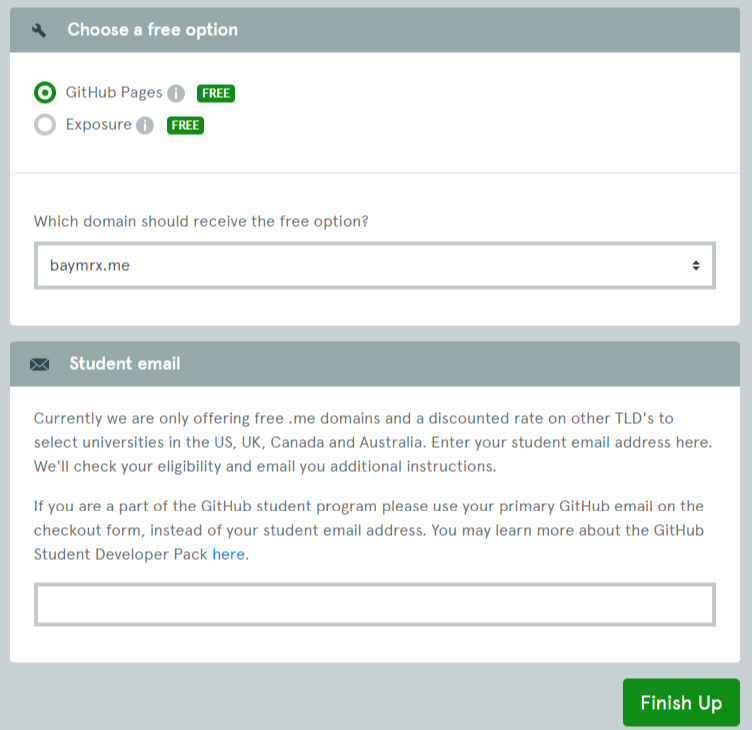 Choose a free option
GitHub Pages i FREE
Exposure i FREE
Which domain should receive the free option?
baymrx.me
Student email
Currently we are only offering free .me domains and a discounted rate on other TLD's to
select universities in the US, UK, Canada and Australia. Enter your student email address here.
We'll check your eligibility and email you additional instructions.
If you are a part of the GitHub student program please use your primary GitHub email on the
checkout form, instead of your student email address. You may learn more about the GitHub
Student Developer Pack here.
Finish Up